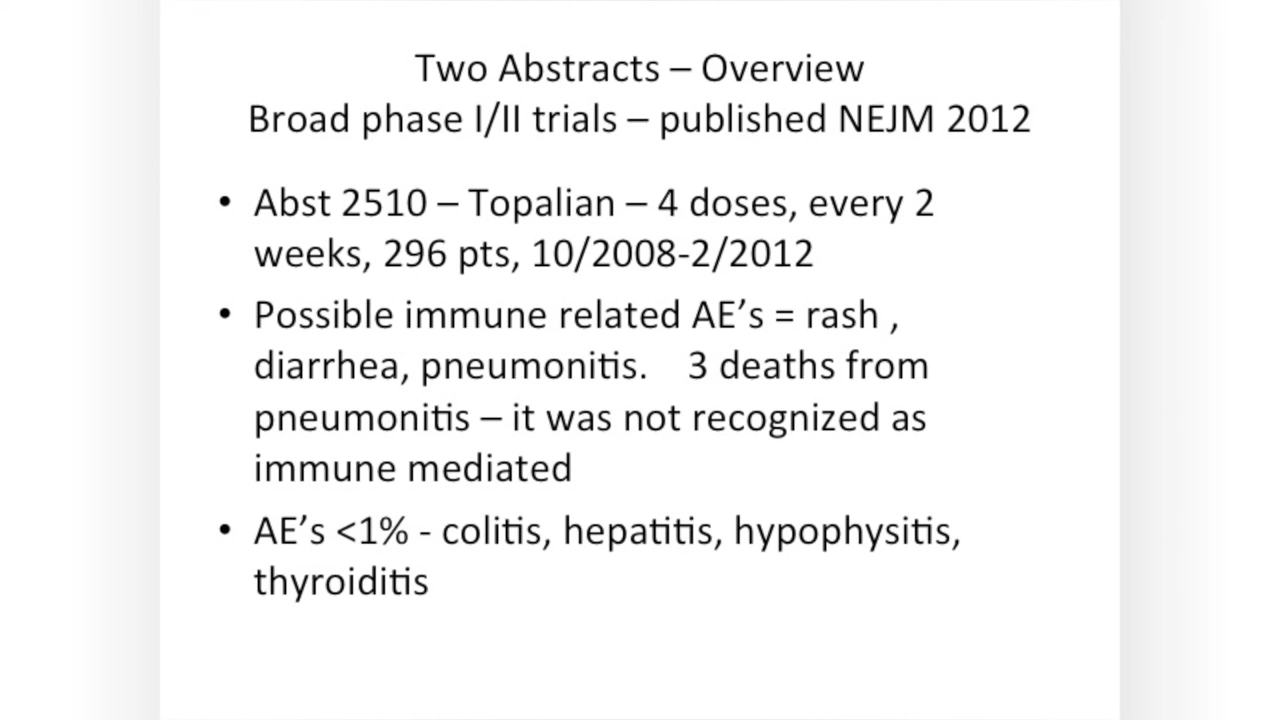 Two Abstracts – Overview
Broad phase I/II trials – published NEJM 2012
• Abst 2510 – Topalian – 4 doses, every 2
weeks, 296 pts, 10/2008-2/2012
• Possible immune related AE’s = rash ,
diarrhea, pneumonitis.    3 deaths from
pneumonitis – it was not recognized as
immune mediated
• AE’s <1% - colitis, hepatitis, hypophysitis,
thyroiditis